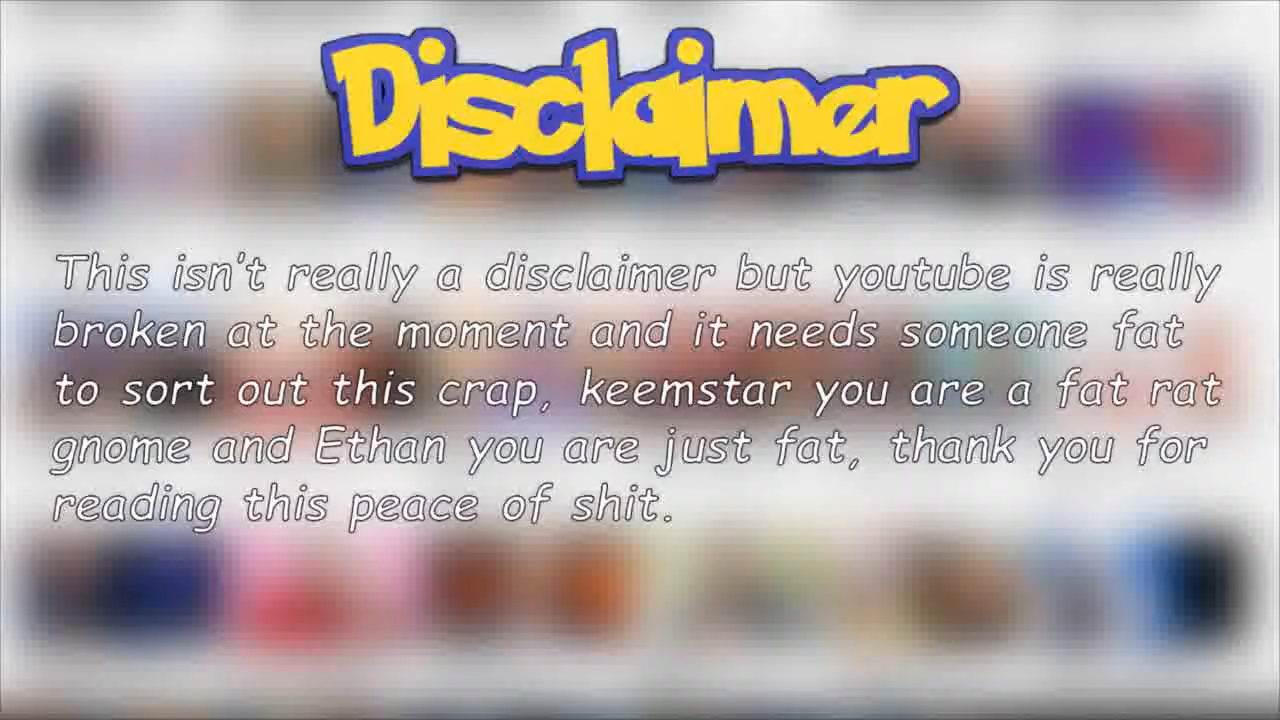 Disclaimer
This isn't really a disclaimer but youtube is really
broken at the moment and it needs someone fat
to sort out this crap, keemstar you are a fat rat
gnome and Ethan you are just fat, thank you for
reading this peace of shit.